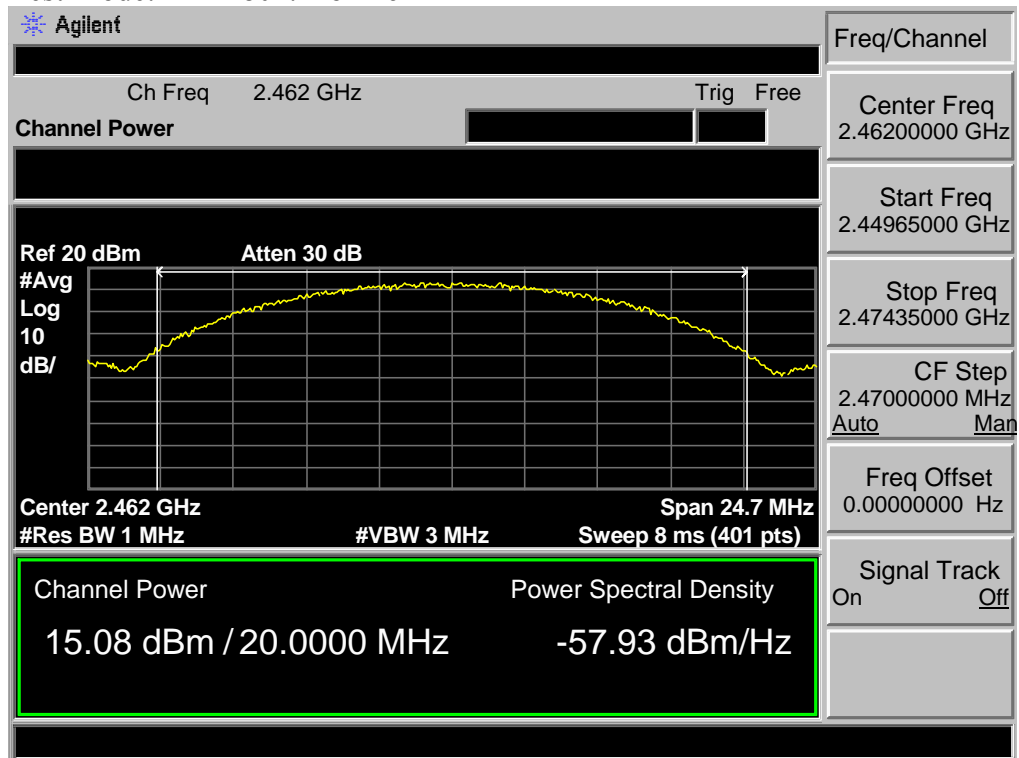 Agilent
Freq/Channel
Ch Freq 2.462 GHz Trig Free
Channel Power
Center Freq
2.46200000 GHz
Start Freq
2.44965000 GHz
Stop Freq
2.47435000 GHz
CF Step
2.47000000 MHz
Auto Man
Freq Offset
0.00000000 Hz
Signal Track
On Off
Ref 20 dBm Atten 30 dB
#Avg
Log
10
dB/
Center 2.462 GHz Span 24.7 MHz
#Res BW 1 MHz #VBW 3 MHz Sweep 8 ms (401 pts)
Channel Power Power Spectral Density
15.08 dBm / 20.0000 MHz -57.93 dBm/Hz